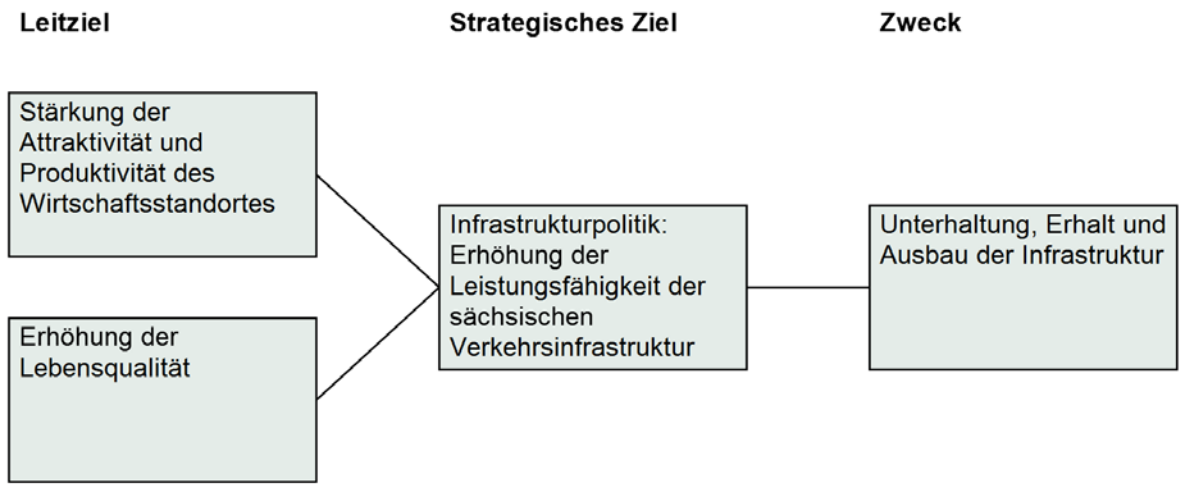 Leitziel
Strategisches Ziel
Zweck
Stärkung der
Attraktivität und
Produktivität des
Wirtschaftsstandortes
Erhöhung der
Lebensqualität
Infrastrukturpolitik:
Erhöhung der
Leistungsfähigkeit der
sächsischen
Verkehrsinfrastruktur
Unterhaltung, Erhalt und
Ausbau der Infrastruktur